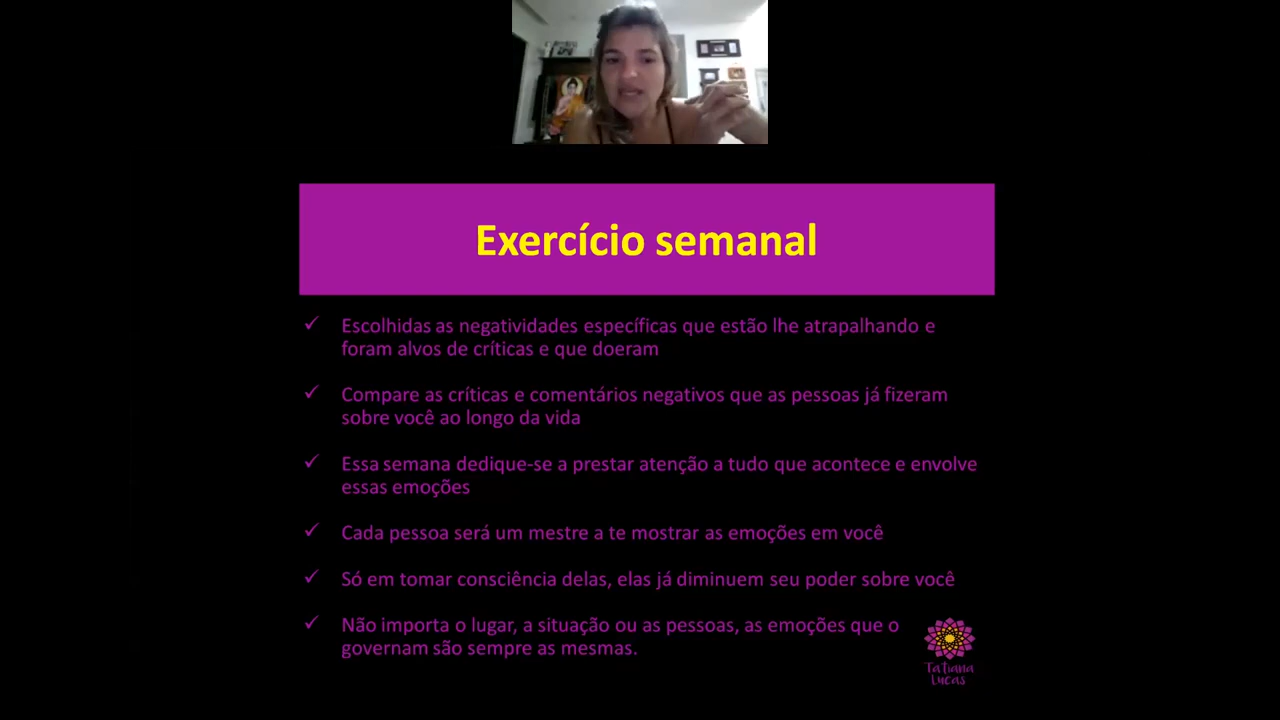 Exercício semanal
✓ Escolhidas as negatividades específicas que estão lhe atrapalhando e
foram alvos de críticas e que doeram
✓ Compare as críticas e comentários negativos que as pessoas já fizeram
sobre você ao longo da vida
✓ Essa semana dedique-se a prestar atenção a tudo que acontece e envolve
essas emoções
✓ Cada pessoa será um mestre a te mostrar as emoções em você
✓ Só em tomar consciência delas, elas já diminuem seu poder sobre você
✓ Não importa o lugar, a situação ou as pessoas, as emoções que o
governam são sempre as mesmas.
Tatiana
Lucas